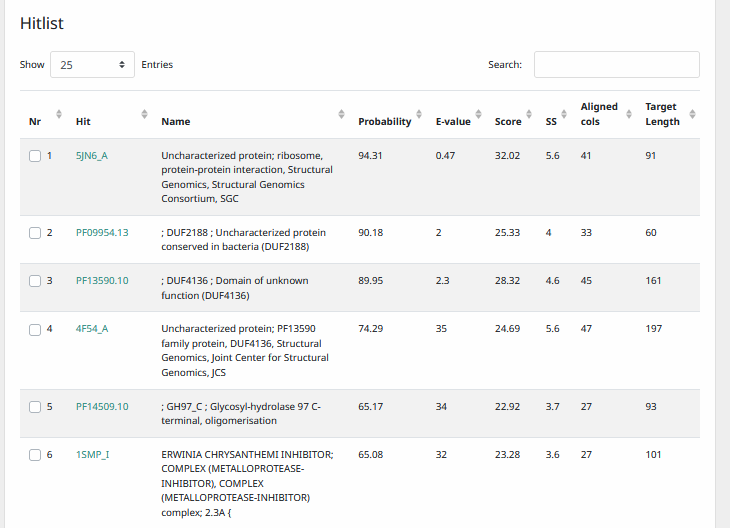 Hitlist
Show 25 Entries Search:
Nr Hit Name Probability E-value Score SS Aligned cols Target Length
1 5JN6_A Uncharacterized protein; ribosome, 94.31 0.47 32.02 5.6 41 91
protein-protein interaction, Structural
Genomics, Structural Genomics
Consortium, SGC
2 PF09954.13 ; DUF2188 ; Uncharacterized protein 90.18 2 25.33 4 33 60
conserved in bacteria (DUF2188)
3 PF13590.10 ; DUF4136 ; Domain of unknown 89.95 2.3 28.32 4.6 45 161
function (DUF4136)
4 4F54_A Uncharacterized protein; PF13590 74.29 35 24.69 5.6 47 197
family protein, DUF4136, Structural
Genomics, Joint Center for Structural
Genomics, JCS
5 PF14509.10 ; GH97_C ; Glycosyl-hydrolase 97 C- 65.17 34 22.92 3.7 27 93
terminal, oligomerisation
6 1SMP_I ERWINIA CHRYSANTHEMI INHIBITOR; 65.08 32 23.28 3.6 27 101
COMPLEX (METALLOPROTEASE-
INHIBITOR), COMPLEX
(METALLOPROTEASE-INHIBITOR)
complex; 2.3A {